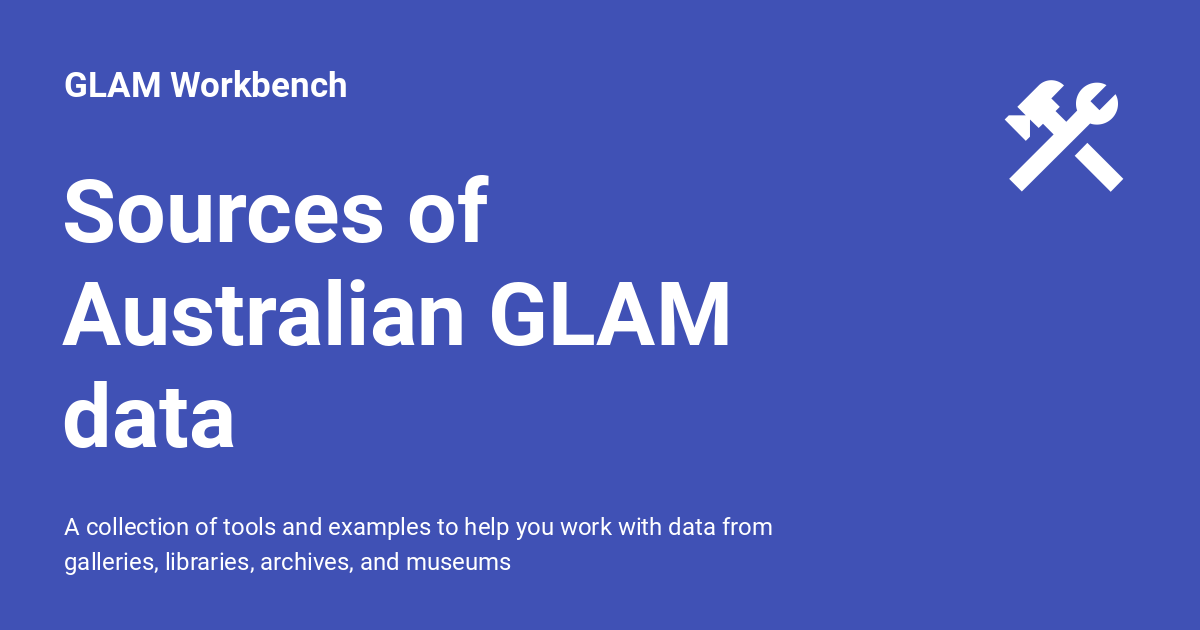 GLAM Workbench
Sources of
Australian GLAM
data
A collection of tools and examples to help you work with data from
galleries, libraries, archives, and museums